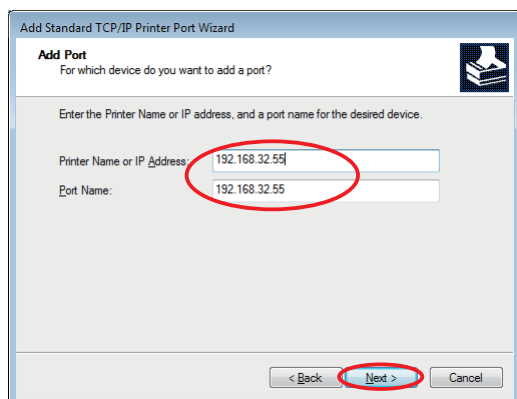 Add Standard TCP/IP Printer Port Wizard
Add Port
For which device do you want to add a port?
Enter the Printer Name or IP address, and a port name for the desired device.
Printer Name or IP Address: 192.168.32.55
Port Name: 192.168.32.55
< Back Next > Cancel